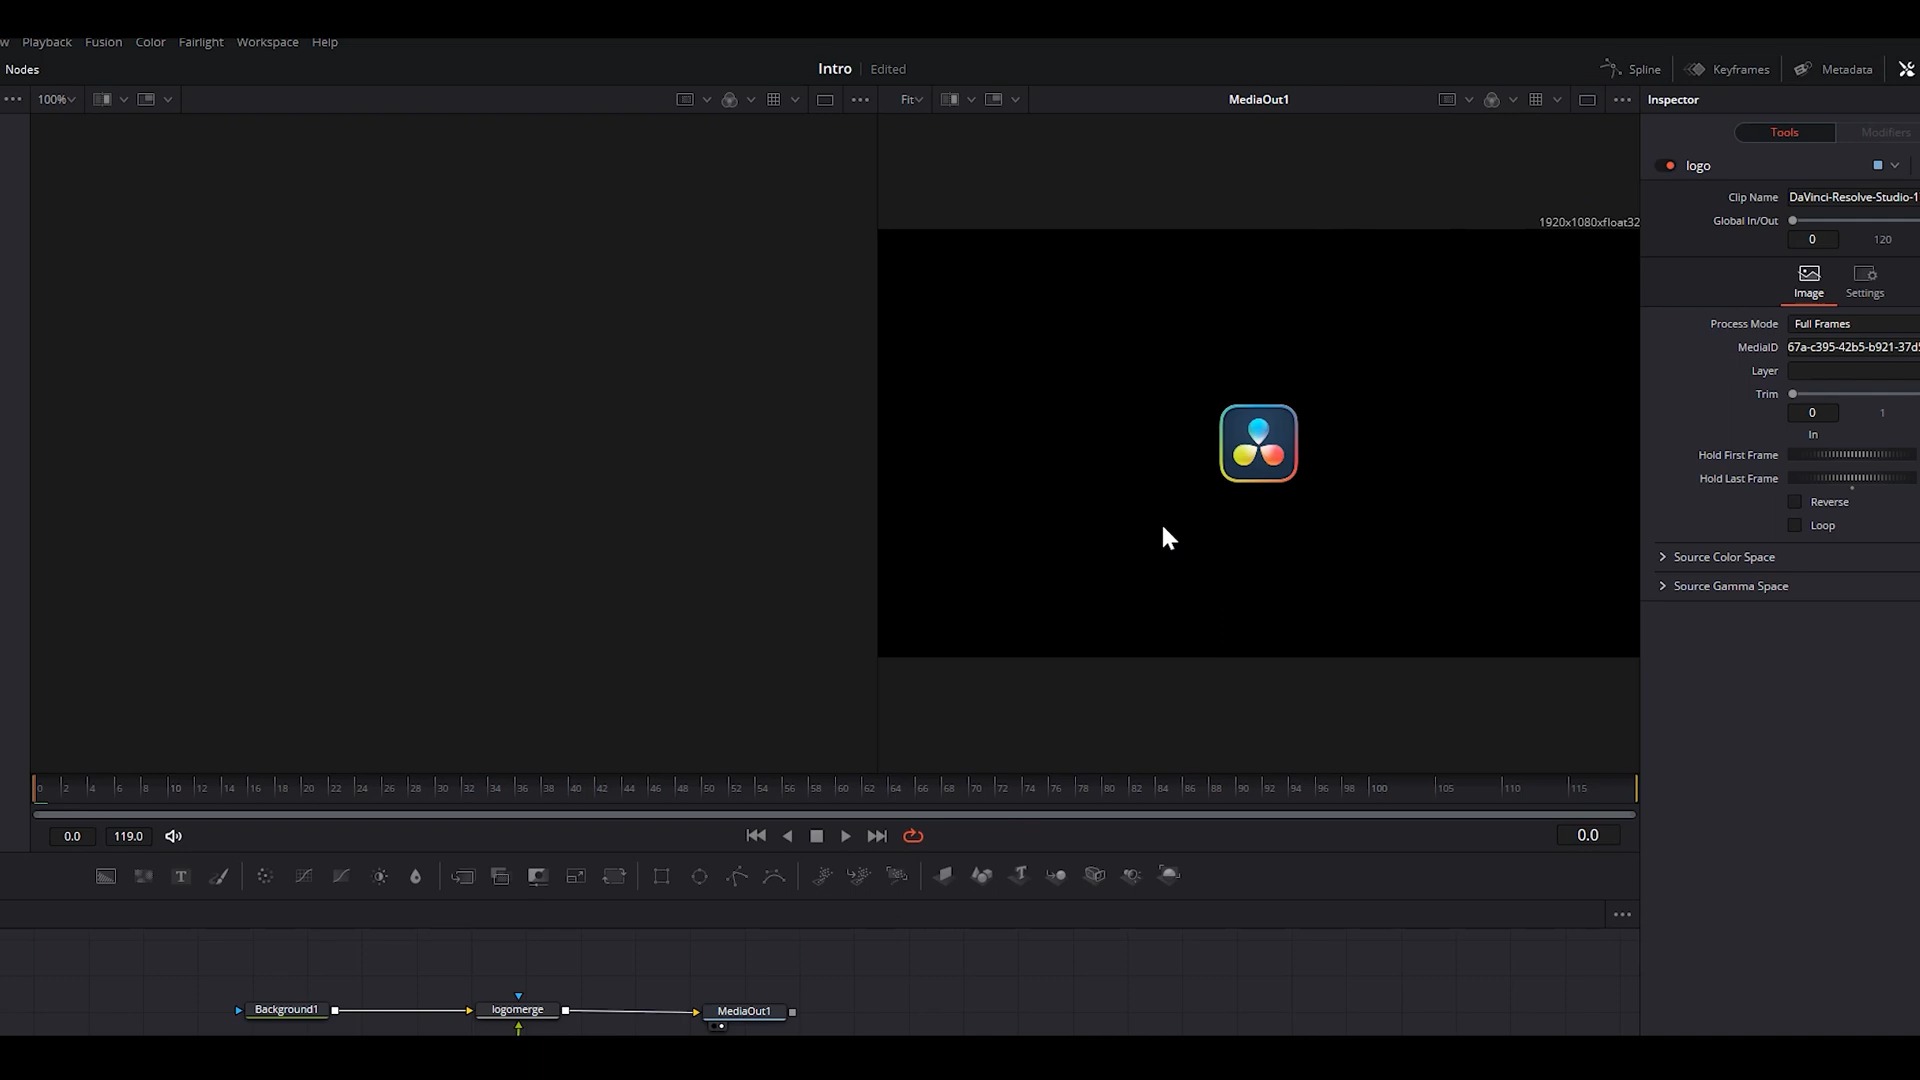 w Playback Fusion Color Fairlight Workspace Help
Nodes
Intro Edited
Spline Keyframes Metadata
100%
Fit
MediaOut1
Inspector
Tools Modifiers
logo
Clip Name DaVinci-Resolve-Studio-1
Global In/Out
0 120
1920x1080xfloat32
Image Settings
Process Mode Full Frames
MediaID 67a-c395-42b5-b921-37d5
Layer
Trim
0 1
In
Hold First Frame
Hold Last Frame
Reverse
Loop
Source Color Space
Source Gamma Space
0 2 4 6 8 10 12 14 16 18 20 22 24 26 28 30 32 34 36 38 40 42 44 46 48 50 52 54 56 58 60 62 64 66 68 70 72 74 76 78 80 82 84 86 88 90 92 94 96 98 100 105 110 115
0.0 119.0 0.0
T
Background1 logomerge MediaOut1